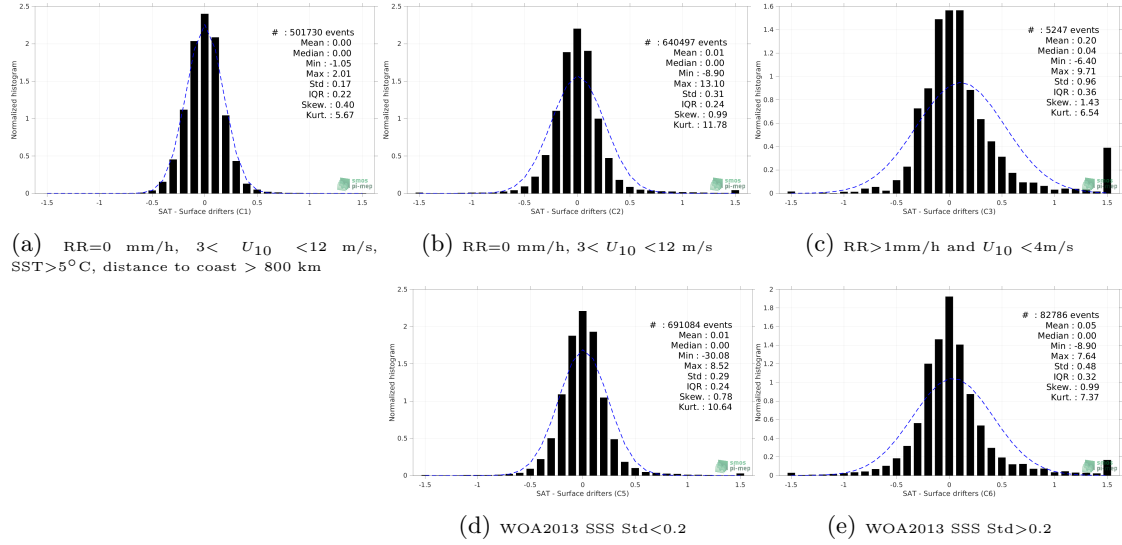 2.5
2
1.5
1
0.5
0
Normalized histogram
# : 501730 events
Mean : 0.00
Median : 0.00
Min : -1.05
Max : 2.01
Std : 0.17
IQR : 0.22
Skew. : 0.40
Kurt. : 5.67
smos
pi-mep
-1.5 -1 -0.5 0 0.5 1 1.5
SAT - Surface drifters (C1)
(a) RR=0 mm/h, 3< U10 <12 m/s,
SST>5°C, distance to coast > 800 km
2.5
2
1.5
1
0.5
0
Normalized histogram
# : 640497 events
Mean : 0.01
Median : 0.00
Min : -8.90
Max : 13.10
Std : 0.31
IQR : 0.24
Skew. : 0.99
Kurt. : 11.78
smos
pi-mep
-1.5 -1 -0.5 0 0.5 1 1.5
SAT - Surface drifters (C2)
(b) RR=0 mm/h, 3< U10 <12 m/s
1.6
1.4
1.2
1
0.8
0.6
0.4
0.2
0
Normalized histogram
# : 5247 events
Mean : 0.20
Median : 0.04
Min : -6.40
Max : 9.71
Std : 0.96
IQR : 0.36
Skew. : 1.43
Kurt. : 6.54
smos
pi-mep
-1.5 -1 -0.5 0 0.5 1 1.5
SAT - Surface drifters (C3)
(c) RR>1mm/h and U10 <4m/s
2.5
2
1.5
1
0.5
0
Normalized histogram
# : 691084 events
Mean : 0.01
Median : 0.00
Min : -30.08
Max : 8.52
Std : 0.29
IQR : 0.24
Skew. : 0.78
Kurt. : 10.64
smos
pi-mep
-1.5 -1 -0.5 0 0.5 1 1.5
SAT - Surface drifters (C5)
(d) WOA2013 SSS Std<0.2
2
1.8
1.6
1.4
1.2
1
0.8
0.6
0.4
0.2
0
Normalized histogram
# : 82786 events
Mean : 0.05
Median : 0.00
Min : -8.90
Max : 7.64
Std : 0.48
IQR : 0.32
Skew. : 0.99
Kurt. : 7.37
smos
pi-mep
-1.5 -1 -0.5 0 0.5 1 1.5
SAT - Surface drifters (C6)
(e) WOA2013 SSS Std>0.2